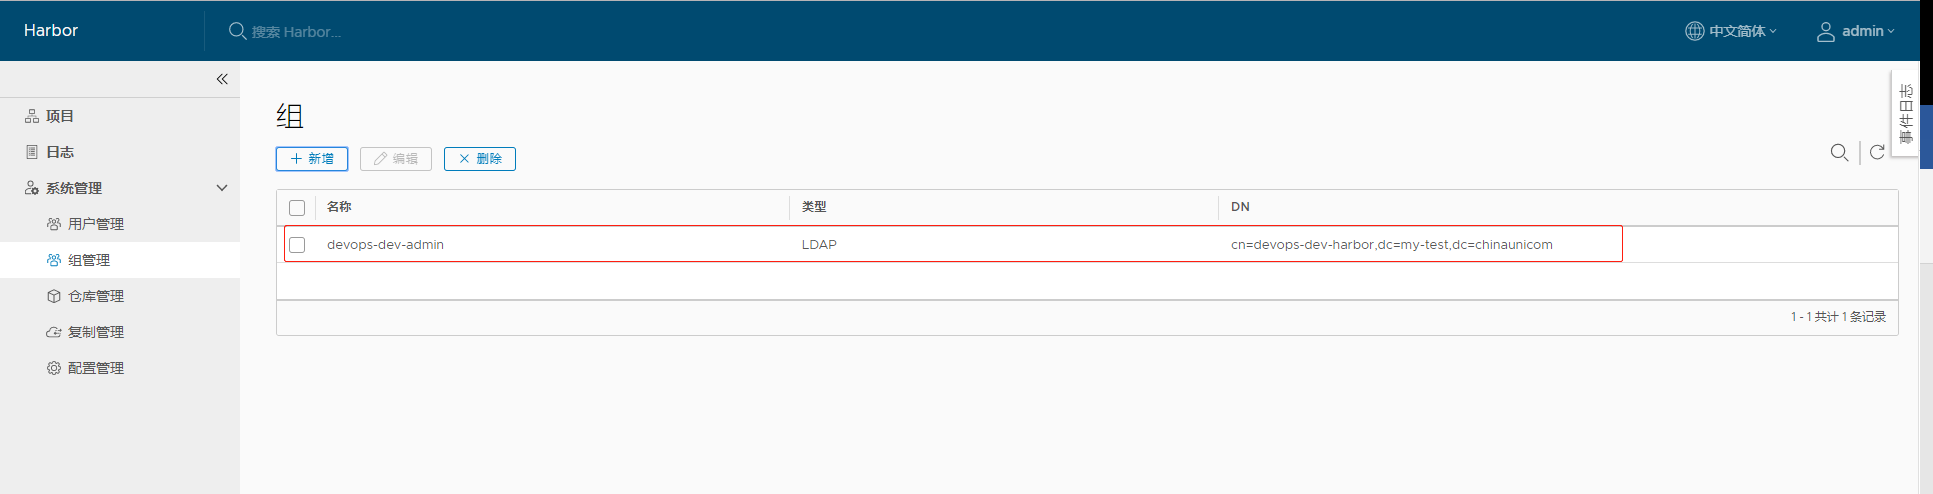 Harbor
搜索 Harbor...
中文简体
admin
事件日志
项目
日志
系统管理
用户管理
组管理
仓库管理
复制管理
配置管理
组
新增
编辑
删除
名称 类型 DN
devops-dev-admin LDAP cn=devops-dev-harbor,dc=my-test,dc=chinaunicom
1 - 1 共计 1 条记录